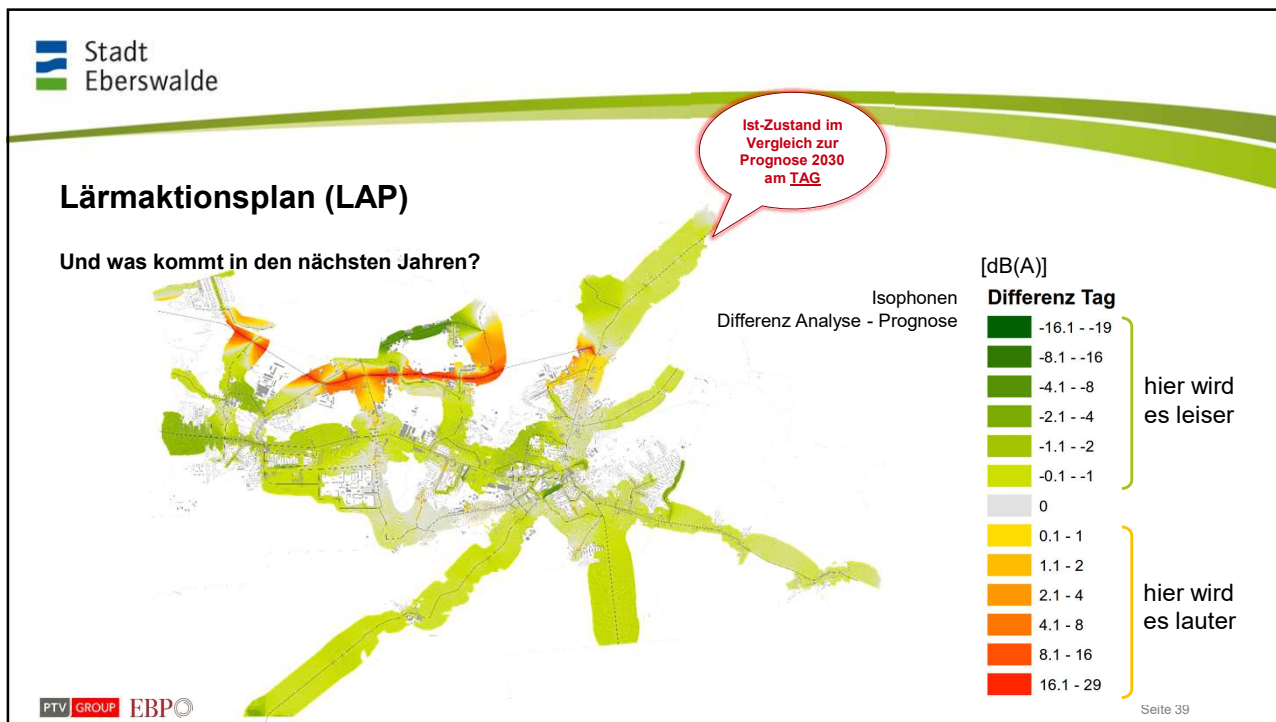 Stadt
Eberswalde
Ist-Zustand im
Vergleich zur
Prognose 2030
am TAG
Lärmaktionsplan (LAP)
Und was kommt in den nächsten Jahren?
Isophonen
Differenz Analyse - Prognose
[dB(A)]
Differenz Tag
-16.1 - -19
-8.1 - -16
-4.1 - -8
-2.1 - -4
-1.1 - -2
-0.1 - -1
0
0.1 - 1
1.1 - 2
2.1 - 4
4.1 - 8
8.1 - 16
16.1 - 29
hier wird
es leiser
hier wird
es lauter
PTV GROUP EBP
Seite 39